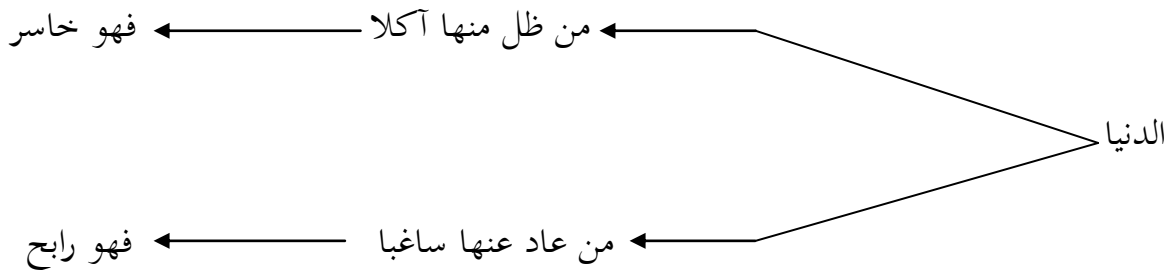 من ظل منها آكلا فهو خاسر
الدنيا
من عاد عنها ساغبا فهو رابح